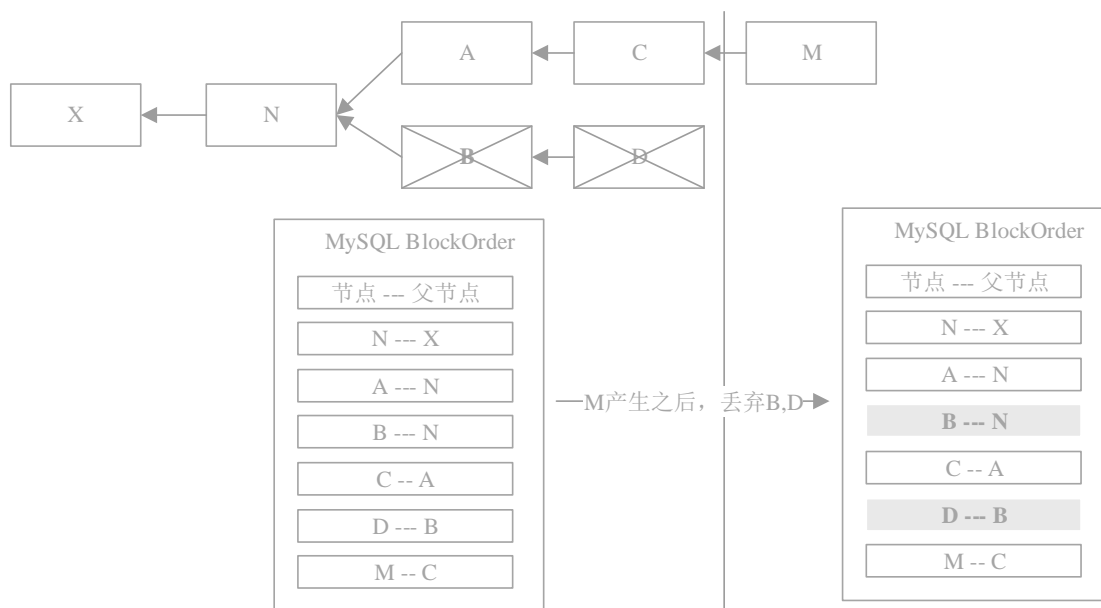 A
C
M
X
N
B
D
MySQL BlockOrder
节点 --- 父节点
N --- X
A --- N
B --- N
C -- A
D --- B
M -- C
M产生之后，丢弃B,D
MySQL BlockOrder
节点 --- 父节点
N --- X
A --- N
B --- N
C -- A
D --- B
M -- C